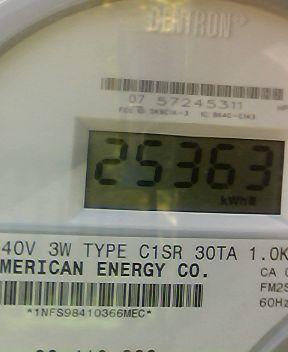 CENTRON
07 57245311
25363
kWh
40V 3W TYPE C1SR 30TA 1.0K
MERICAN ENERGY CO.
CA
FM2S
60Hz
*1NFS98410366MEC*